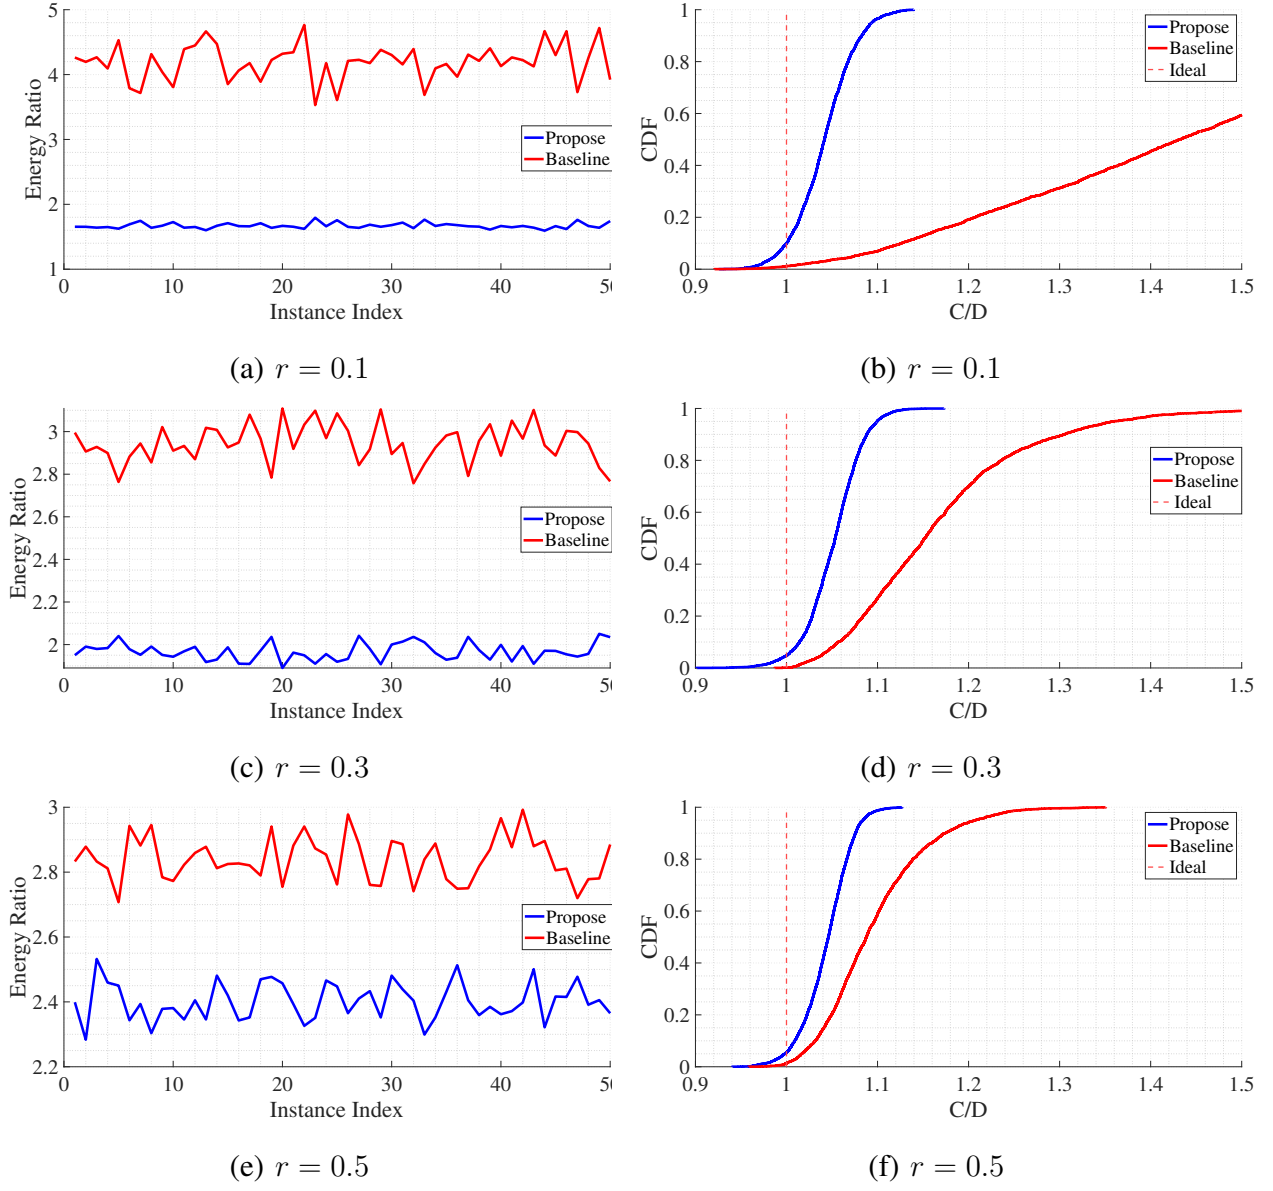 5
4
3
2
1
Energy Ratio
Propose
Baseline
0 10 20 30 40 50
Instance Index
(a) r = 0.1
1
0.8
0.6
0.4
0.2
0
CDF
Propose
Baseline
Ideal
0.9 1 1.1 1.2 1.3 1.4 1.5
C/D
(b) r = 0.1
3
2.8
2.6
2.4
2.2
2
Energy Ratio
Propose
Baseline
0 10 20 30 40 50
Instance Index
(c) r = 0.3
1
0.8
0.6
0.4
0.2
0
CDF
Propose
Baseline
Ideal
0.9 1 1.1 1.2 1.3 1.4 1.5
C/D
(d) r = 0.3
3
2.8
2.6
2.4
2.2
Energy Ratio
Propose
Baseline
0 10 20 30 40 50
Instance Index
(e) r = 0.5
1
0.8
0.6
0.4
0.2
0
CDF
Propose
Baseline
Ideal
0.9 1 1.1 1.2 1.3 1.4 1.5
C/D
(f) r = 0.5